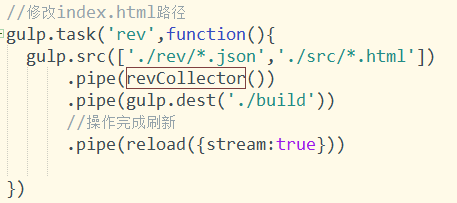 //修改index.html路径
gulp.task('rev',function(){
gulp.src(['./rev/*.json','./src/*.html'])
.pipe(revCollector())
.pipe(gulp.dest('./build'))
//操作完成刷新
.pipe(reload({stream:true}))
})